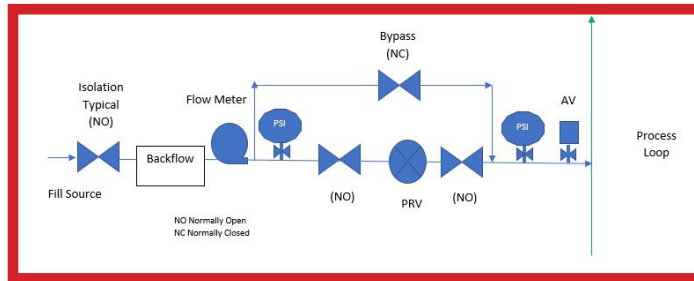 Bypass
(NC)
Isolation
Typical
(NO)
Flow Meter
PSI
PSI
AV
Process
Loop
Backflow
Fill Source
(NO)
PRV
(NO)
NO Normally Open
NC Normally Closed